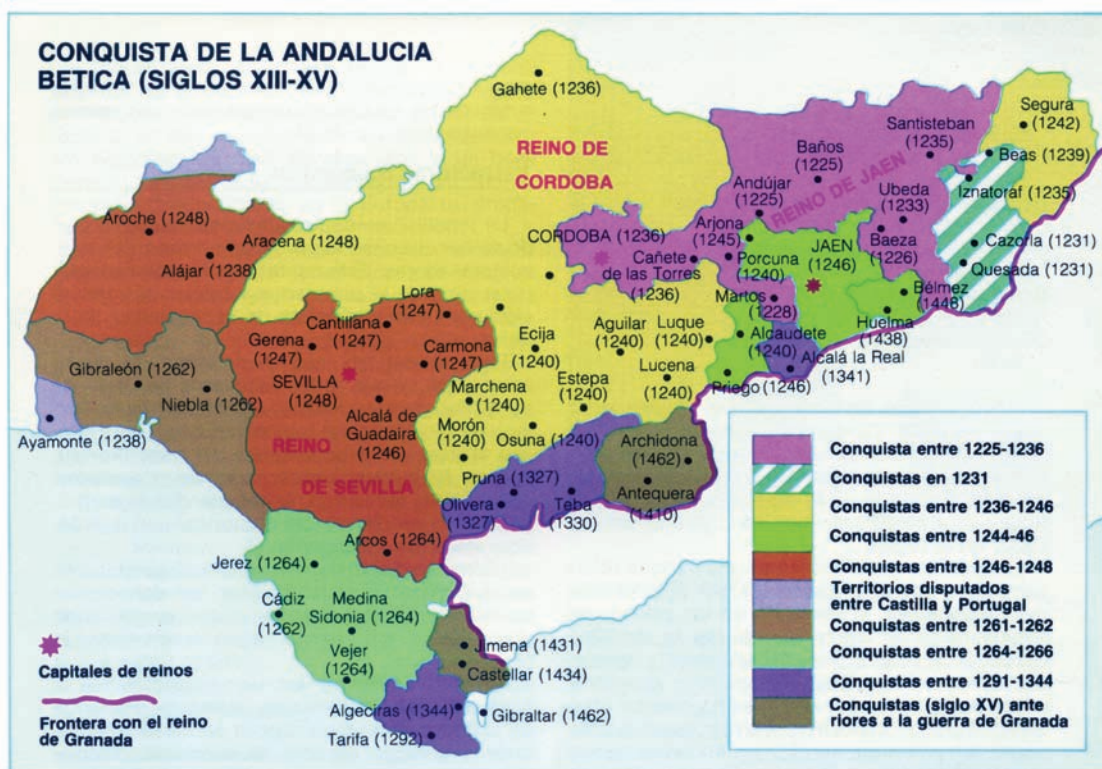 CONQUISTA DE LA ANDALUCIA
BETICA (SIGLOS XIII-XV)
Gahete (1236)
REINO DE
CORDOBA
Segura
(1242)
Santisteban
(1235)
Beas (1239)
Baños
(1225)
REINO DE JAEN
Iznatoraf (1235)
Andújar
(1225)
Ubeda
(1233)
Aroche (1248)
Aracena (1248)
Alájar (1238)
CORDOBA (1236)
Arjona
(1245)
JAEN
(1246)
Baeza
(1226)
Cazorla (1231)
Quesada (1231)
Cañete
de las Torres
(1236)
Porcuna
(1240)
Martos
(1228)
Bélmez
(1448)
Huelma
(1438)
Lora
(1247)
Cantillana
(1247)
Gerena
(1247)
Carmona
(1247)
Ecija
(1240)
Aguilar
(1240)
Luque
(1240)
Alcaudete
(1240)
Alcalá la Real
(1341)
Priego (1246)
Gibraleón (1262)
Niebla (1262)
Ayamonte (1238)
SEVILLA
(1248)
Alcalá de
Guadaira
(1246)
Marchena
(1240)
Estepa
(1240)
Lucena
(1240)
Morón
(1240)
Osuna (1240)
Archidona
(1462)
Antequera
(1410)
REINO
DE SEVILLA
Pruna (1327)
Olivera
(1327)
Teba
(1330)
Arcos (1264)
Jerez (1264)
Cádiz
(1262)
Medina
Sidonia (1264)
Vejer
(1264)
Jimena (1431)
Castellar (1434)
Algeciras (1344)
Gibraltar (1462)
Tarifa (1292)
Capitales de reinos
Frontera con el reino
de Granada
Conquista entre 1225-1236
Conquistas en 1231
Conquistas entre 1236-1246
Conquistas entre 1244-46
Conquistas entre 1246-1248
Territorios disputados
entre Castilla y Portugal
Conquistas entre 1261-1262
Conquistas entre 1264-1266
Conquistas entre 1291-1344
Conquistas (siglo XV) ante
riores a la guerra de Granada